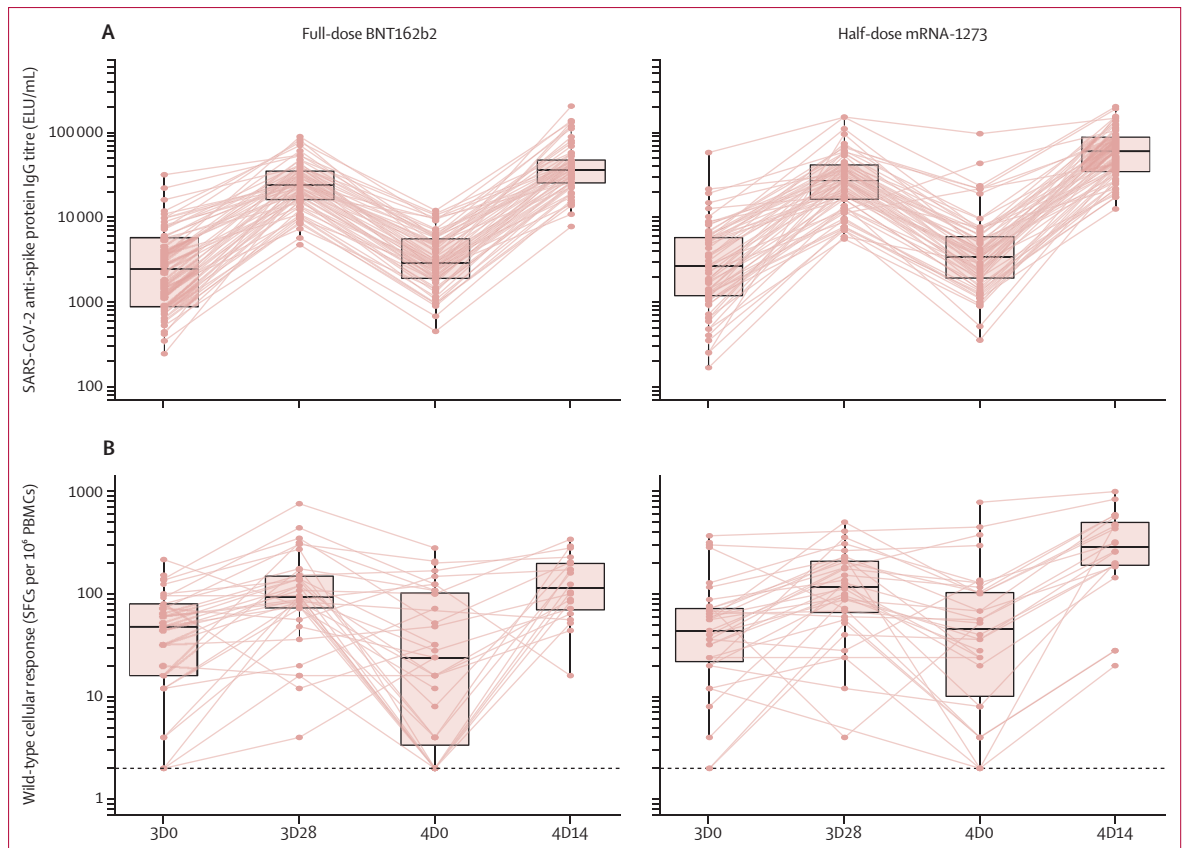 A
Full-dose BNT162b2
Half-dose mRNA-1273
SARS-CoV-2 anti-spike protein IgG titre (ELU/mL)
100 000
10 000
1000
100
B
Wild-type cellular response (SFCs per 10⁶ PBMCs)
1000
100
10
1
3D0 3D28 4D0 4D14
3D0 3D28 4D0 4D14